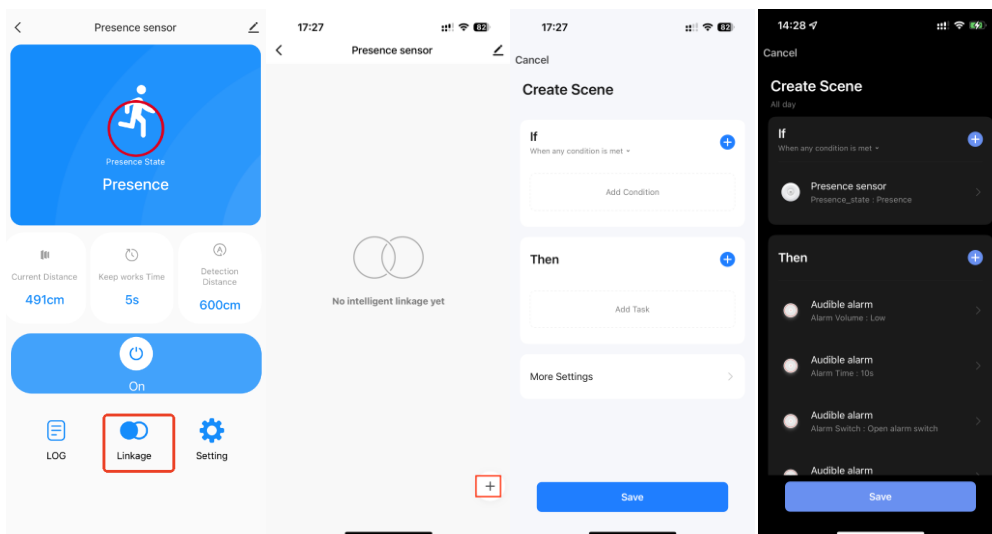 Presence sensor
Presence State
Presence
Current Distance
491cm
Keep works Time
5s
Detection
Distance
600cm
On
LOG
Linkage
Setting
17:27
82
Presence sensor
No intelligent linkage yet
+
17:27
82
Cancel
Create Scene
If
When any condition is met
Add Condition
Then
Add Task
More Settings
Save
14:28
Cancel
Create Scene
All day
If
When any condition is met
Presence sensor
Presence_state : Presence
Then
Audible alarm
Alarm Volume : Low
Audible alarm
Alarm Time : 10s
Audible alarm
Alarm Switch : Open alarm switch
Audible alarm
Save